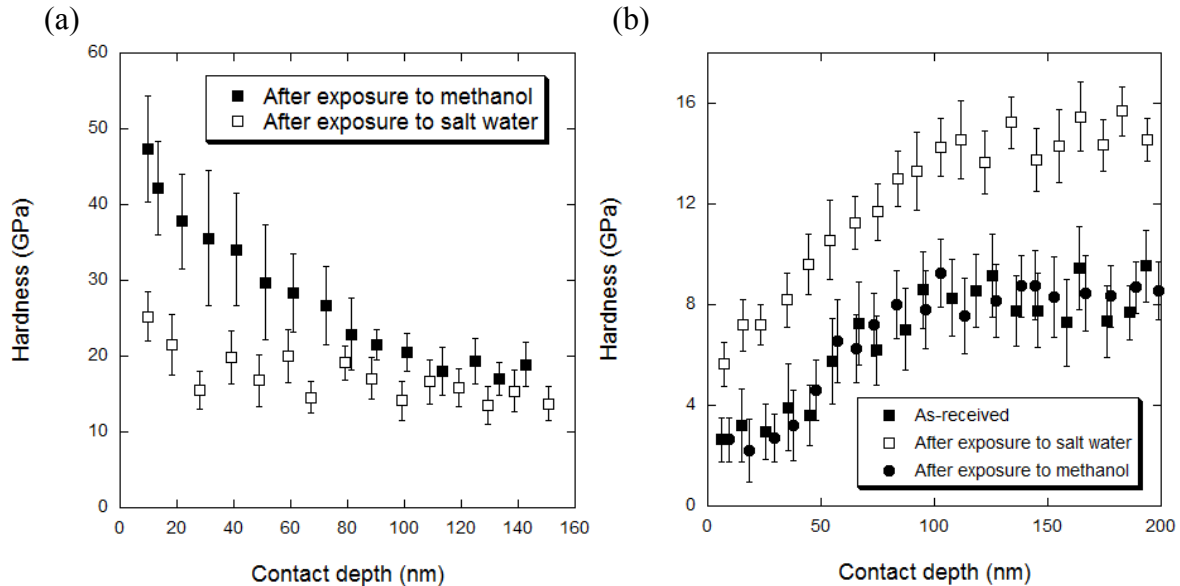 (a)
60
50
40
30
20
10
0
0 20 40 60 80 100 120 140 160
Hardness (GPa)
Contact depth (nm)
After exposure to methanol
After exposure to salt water
(b)
16
12
8
4
0
0 50 100 150 200
Hardness (GPa)
Contact depth (nm)
As-received
After exposure to salt water
After exposure to methanol